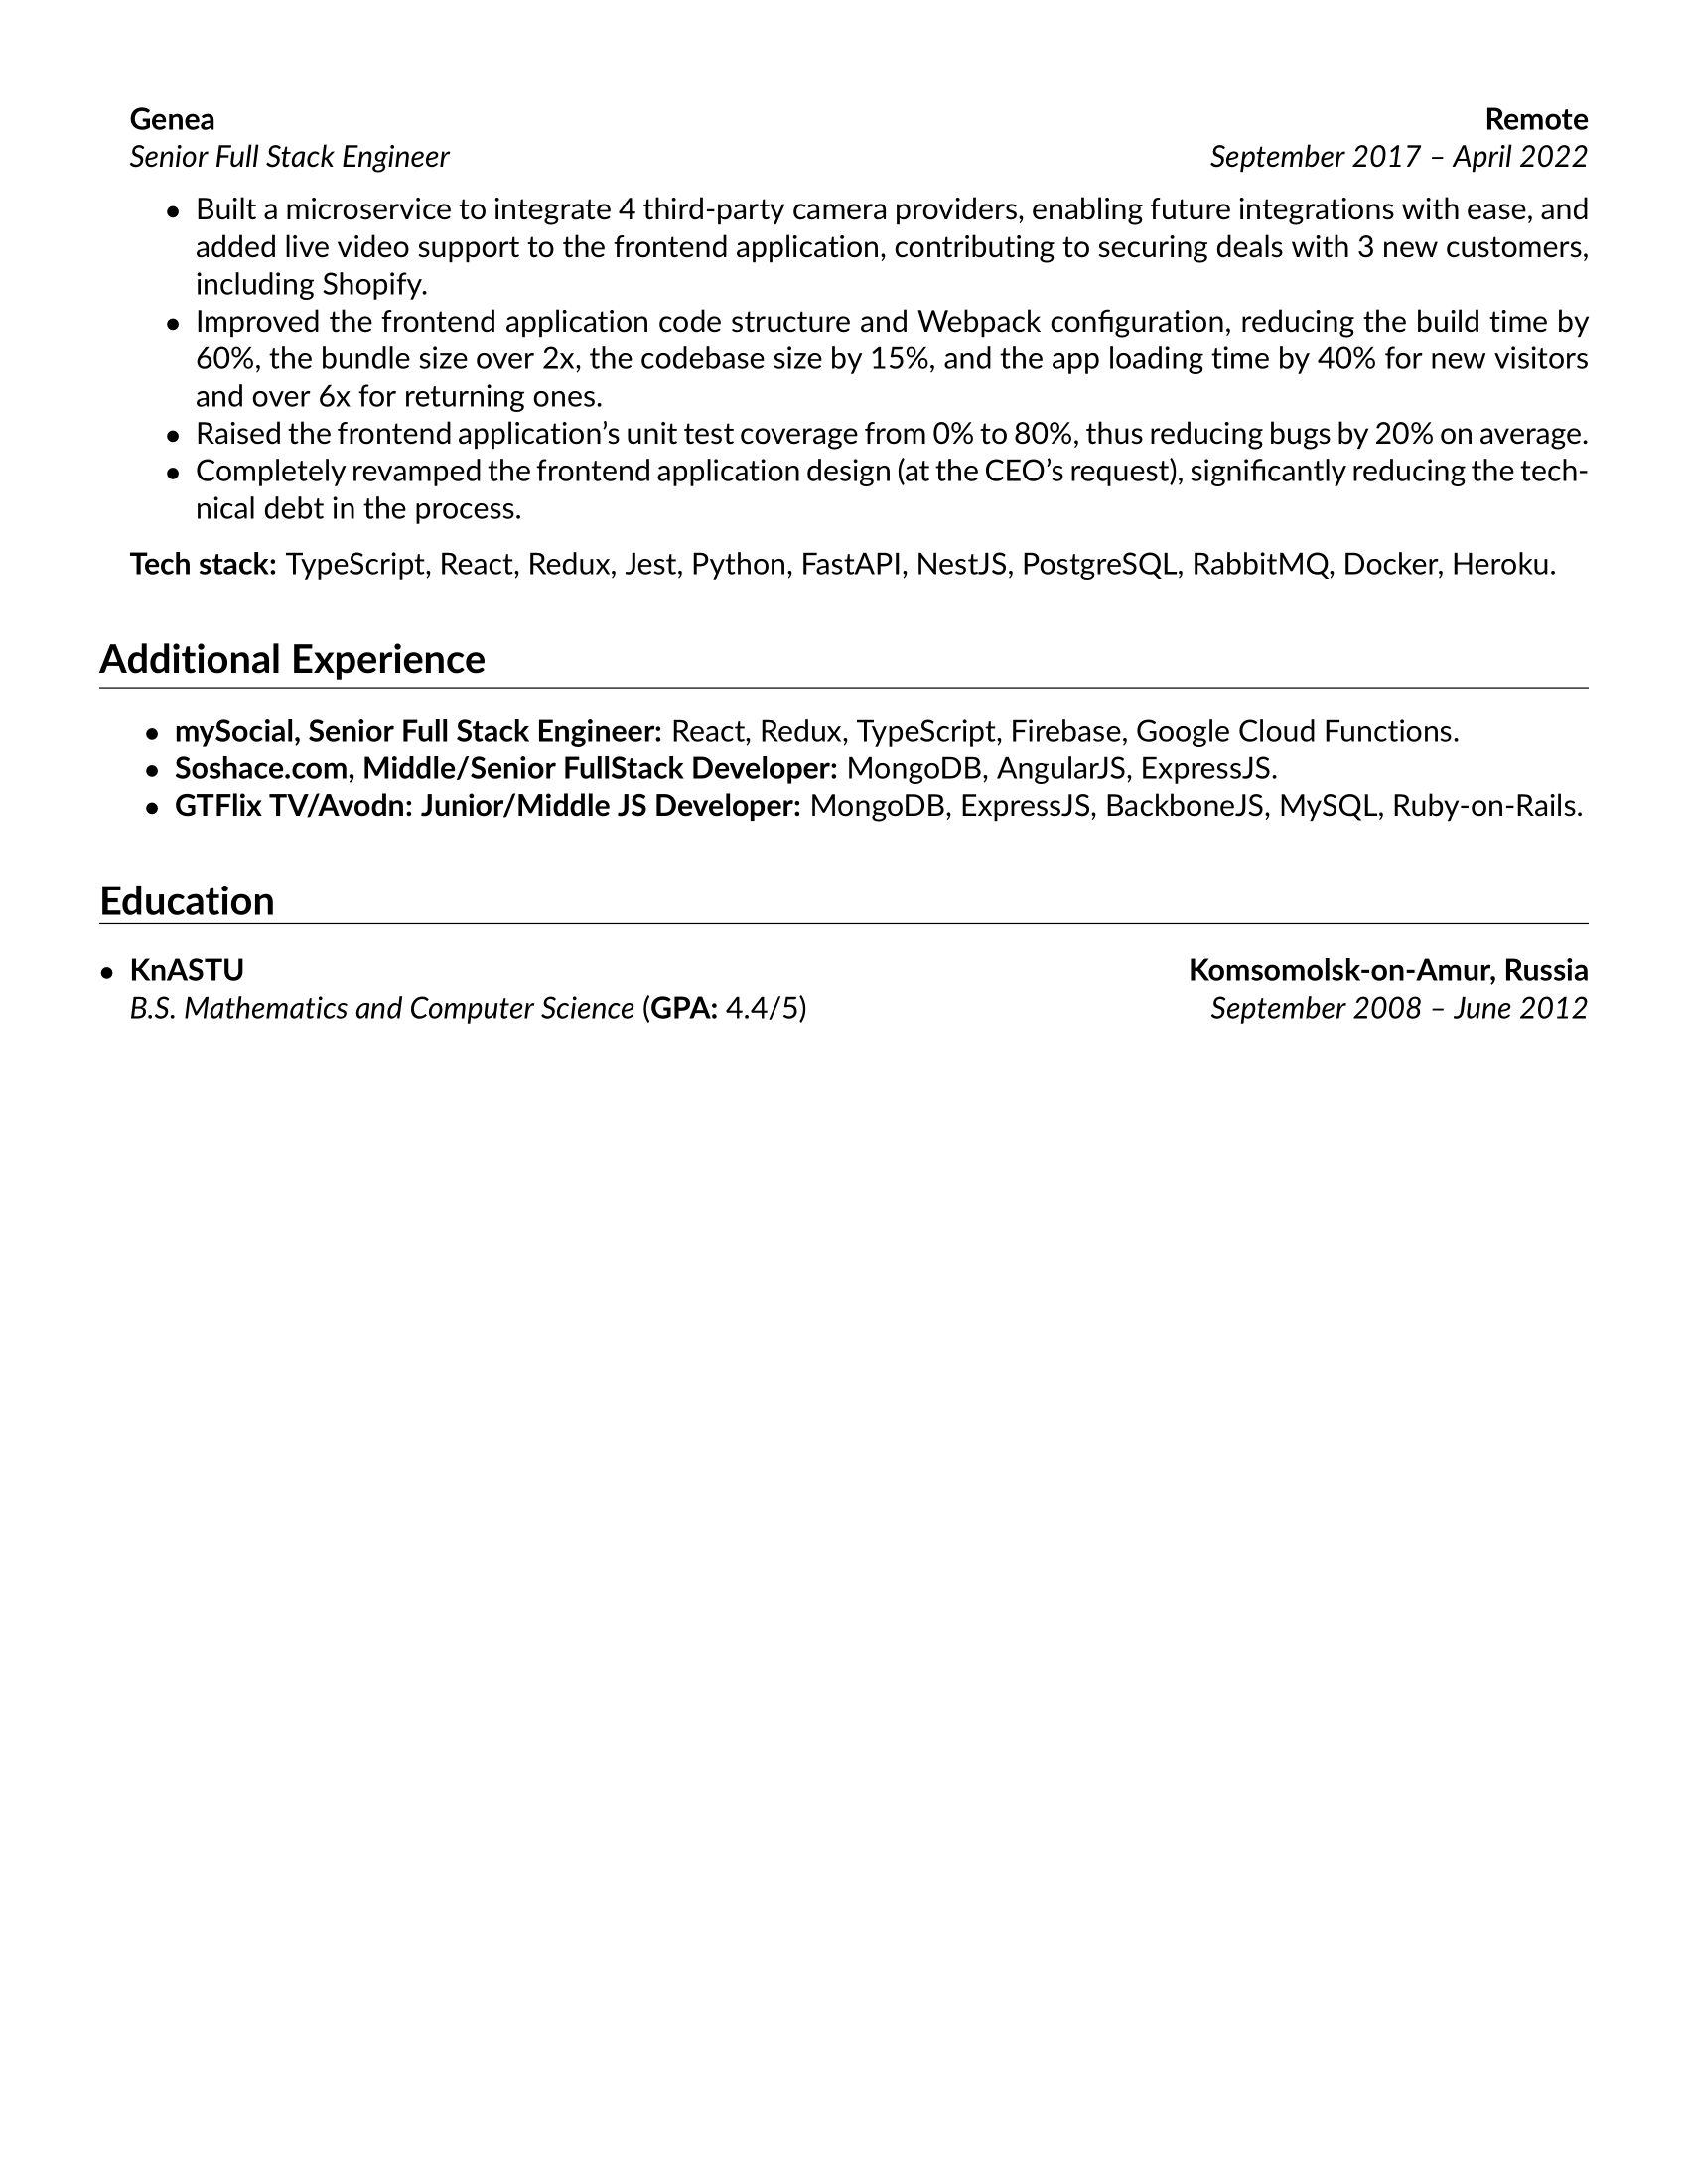 Genea Remote
Senior Full Stack Engineer September 2017 – April 2022
• Built a microservice to integrate 4 third-party camera providers, enabling future integrations with ease, and
added live video support to the frontend application, contributing to securing deals with 3 new customers,
including Shopify.
• Improved the frontend application code structure and Webpack configuration, reducing the build time by
60%, the bundle size over 2x, the codebase size by 15%, and the app loading time by 40% for new visitors
and over 6x for returning ones.
• Raised the frontend application’s unit test coverage from 0% to 80%, thus reducing bugs by 20% on average.
• Completely revamped the frontend application design (at the CEO’s request), significantly reducing the tech-
nical debt in the process.
Tech stack: TypeScript, React, Redux, Jest, Python, FastAPI, NestJS, PostgreSQL, RabbitMQ, Docker, Heroku.
Additional Experience
• mySocial, Senior Full Stack Engineer: React, Redux, TypeScript, Firebase, Google Cloud Functions.
• Soshace.com, Middle/Senior FullStack Developer: MongoDB, AngularJS, ExpressJS.
• GTFlix TV/Avodn: Junior/Middle JS Developer: MongoDB, ExpressJS, BackboneJS, MySQL, Ruby-on-Rails.
Education
• KnASTU Komsomolsk-on-Amur, Russia
B.S. Mathematics and Computer Science (GPA: 4.4/5) September 2008 – June 2012